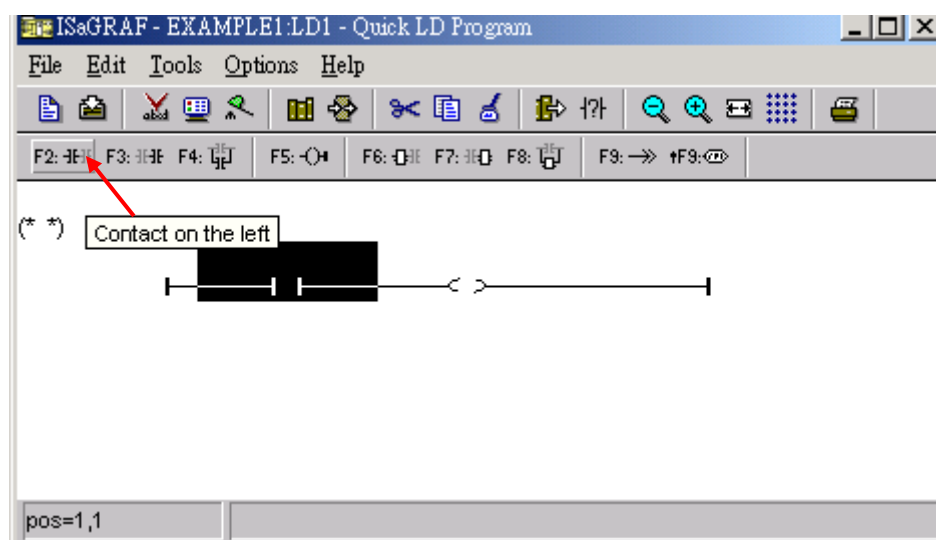 ISaGRAF - EXAMPLE1:LD1 - Quick LD Program
File Edit Tools Options Help
F2: F3: F4: F5: F6: F7: F8: F9: F9:
(* *)
Contact on the left
pos=1,1